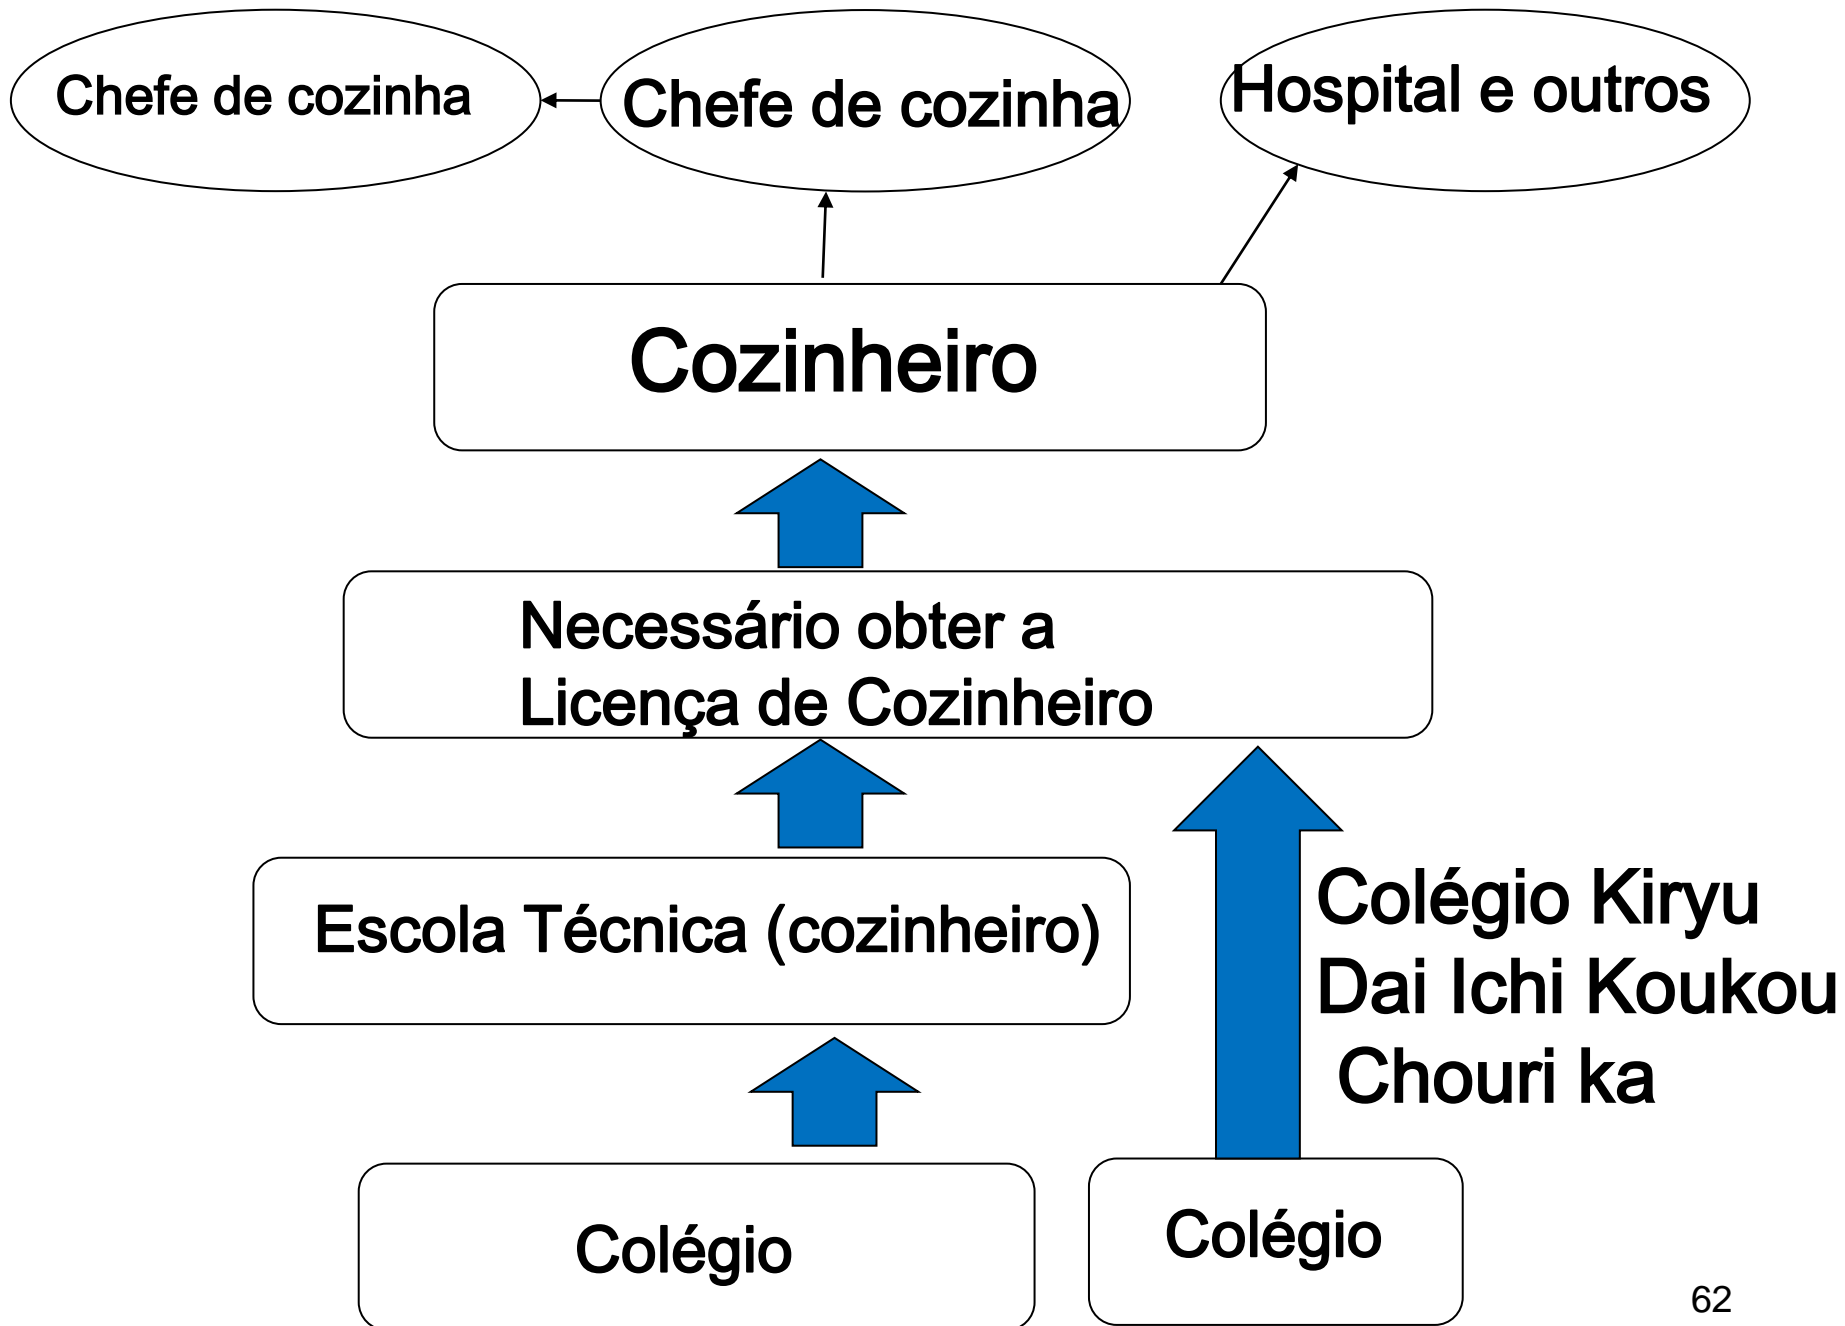 Chefe de cozinha
Chefe de cozinha
Hospital e outros
Cozinheiro
Necessário obter a
Licença de Cozinheiro
Escola Técnica (cozinheiro)
Colégio Kiryu
Dai Ichi Koukou
Chouri ka
Colégio
Colégio
62